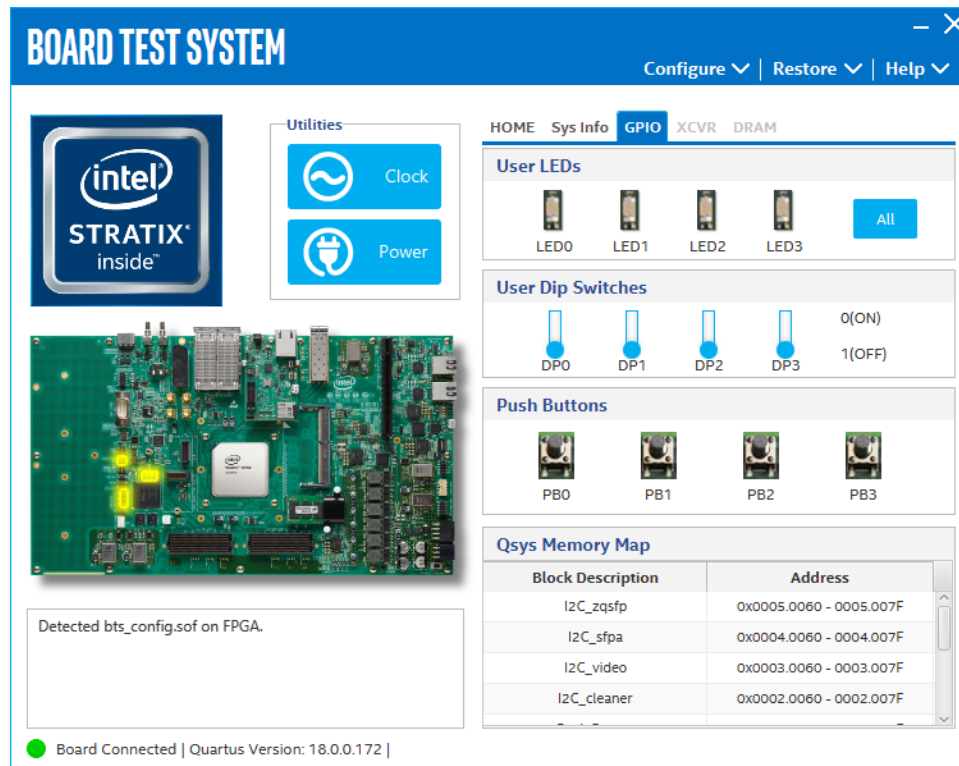 BOARD TEST SYSTEM
Configure | Restore | Help
intel
STRATIX
inside™
Utilities
Clock
Power
HOME Sys Info GPIO XCVR DRAM
User LEDs
LED0 LED1 LED2 LED3 All
User Dip Switches
0(ON)
1(OFF)
DP0 DP1 DP2 DP3
Push Buttons
PB0 PB1 PB2 PB3
Qsys Memory Map
Block Description Address
I2C_zqsfp 0x0005.0060 - 0005.007F
I2C_sfpa 0x0004.0060 - 0004.007F
I2C_video 0x0003.0060 - 0003.007F
I2C_cleaner 0x0002.0060 - 0002.007F
(intel)
Detected bts_config.sof on FPGA.
Board Connected | Quartus Version: 18.0.0.172 |